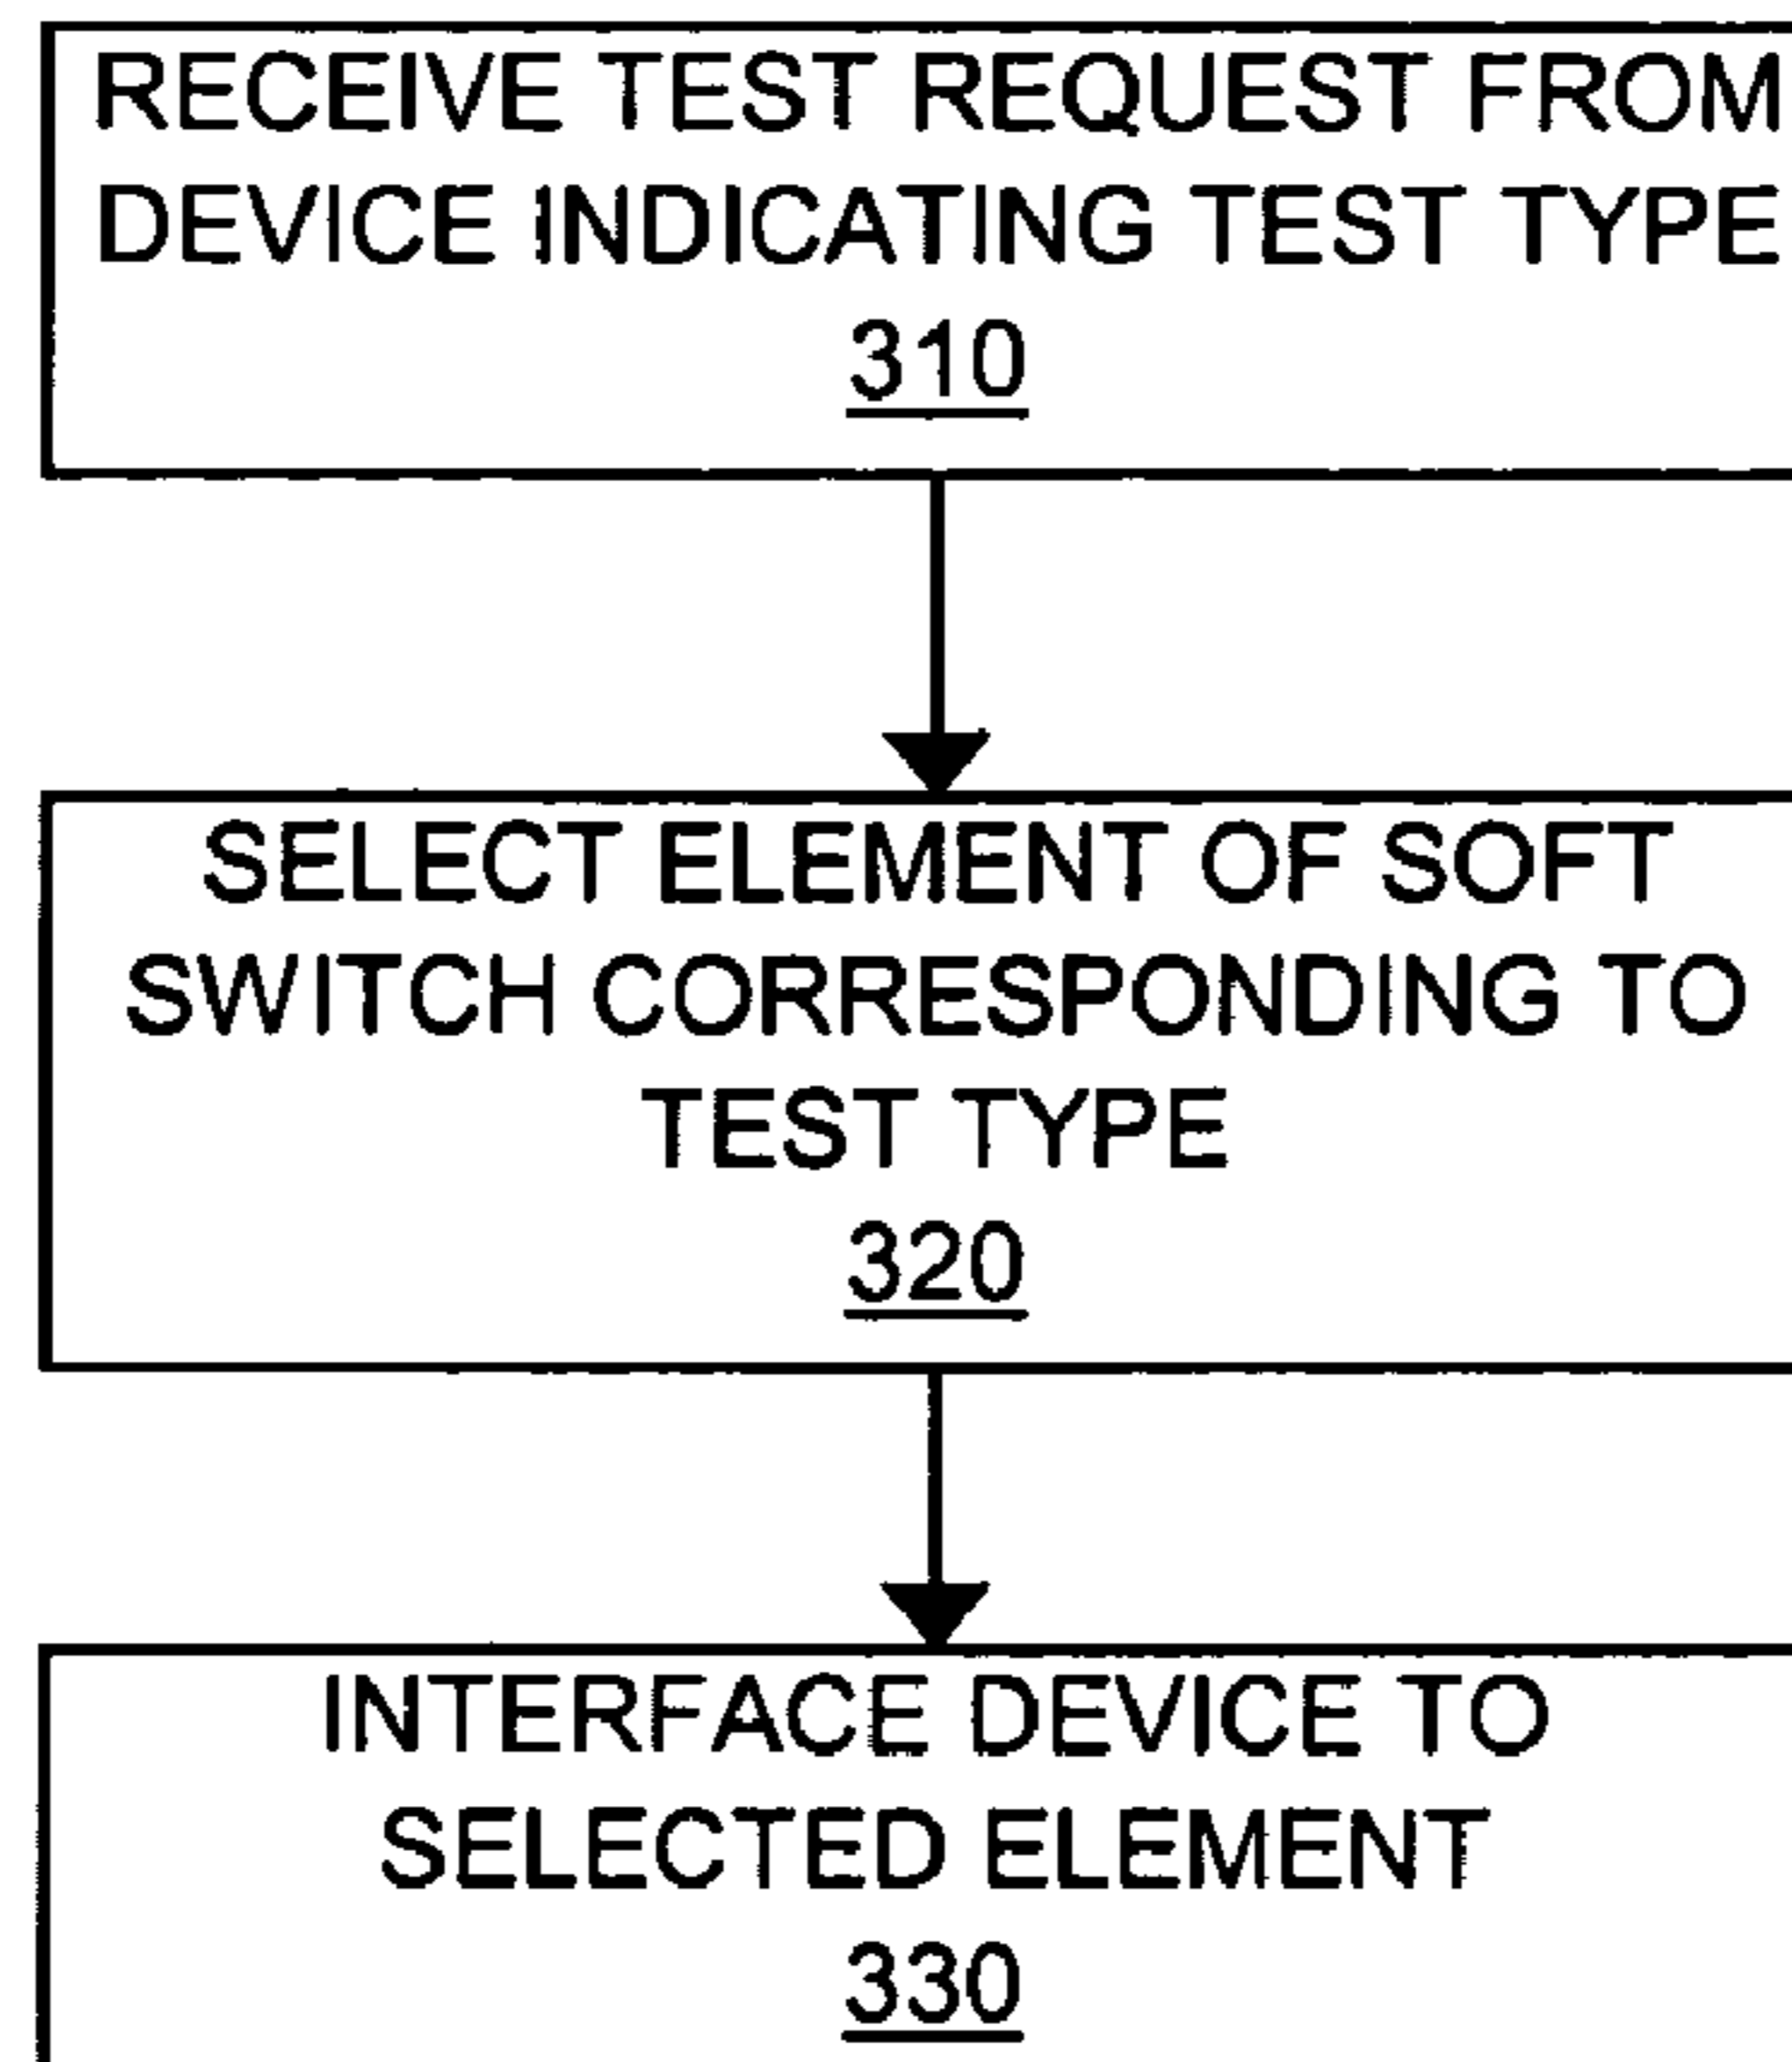 RECEIVE TEST REQUEST FROM
DEVICE INDICATING TEST TYPE
310
SELECT ELEMENT OF SOFT
SWITCH CORRESPONDING TO
TEST TYPE
320
INTERFACE DEVICE TO
SELECTED ELEMENT
330